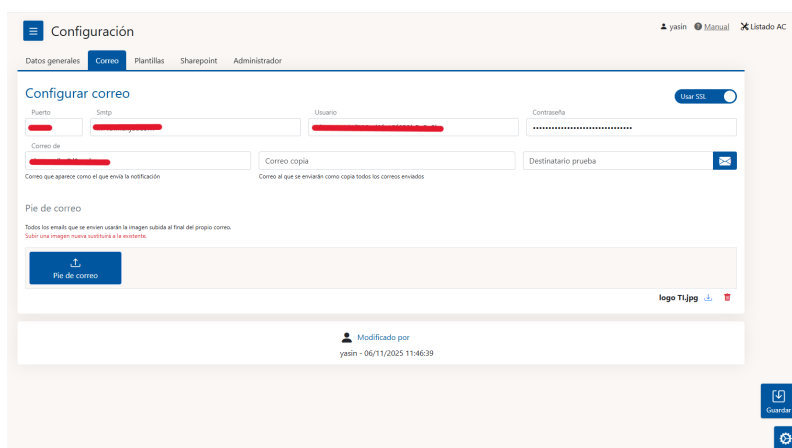 Configuración
yasin Manual Listado AC
Datos generales Correo Plantillas Sharepoint Administrador
Configurar correo
Usar SSL
Puerto Smtp Usuario Contraseña
Correo de
Correo copia Destinatario prueba
Correo que aparece como el que envía la notificación Correo al que se enviarán como copia todos los correos enviados
Pie de correo
Todos los emails que se envien usarán la imagen subida al final del propio correo.
Subir una imagen nueva sustituirá a la existente.
Pie de correo
logo TI.jpg
Modificado por
yasin - 06/11/2025 11:46:39
Guardar